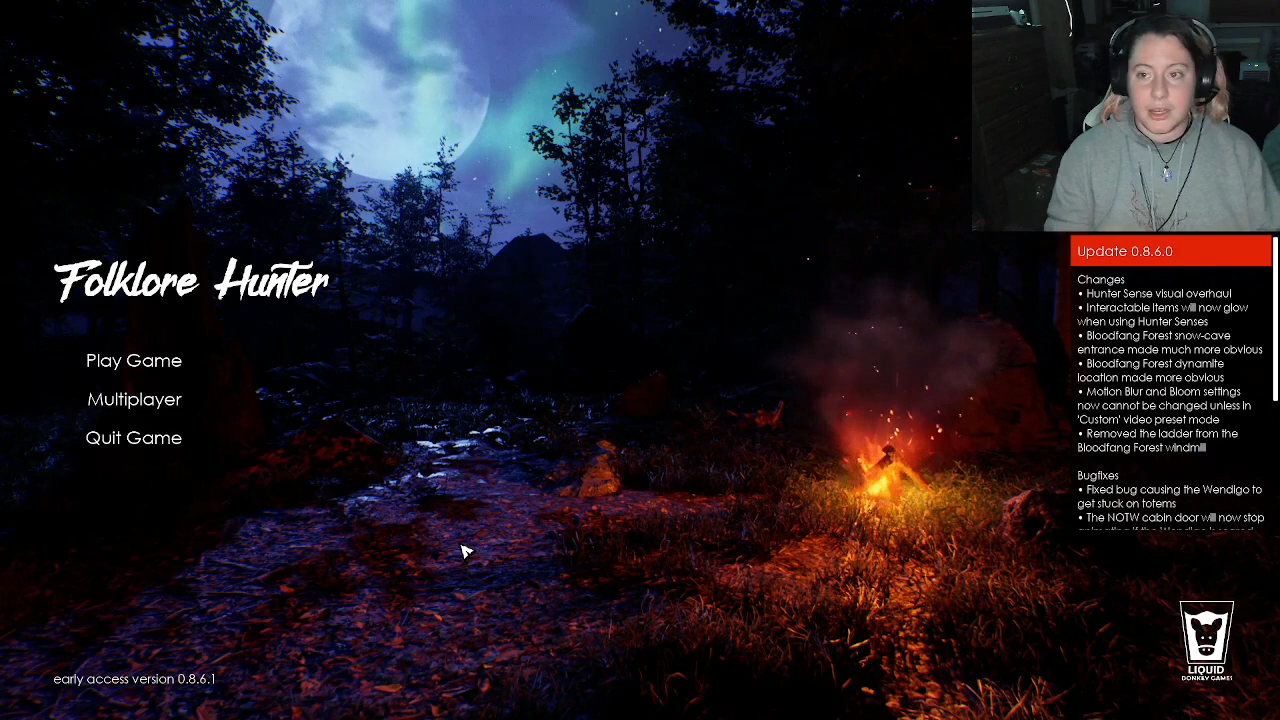 Folklore Hunter
Play Game
Multiplayer
Quit Game
early access version 0.8.6.1
Update 0.8.6.0
Changes
• Hunter Sense visual overhaul
• Interactable items will now glow
when using Hunter Senses
• Bloodfang Forest snow-cave
entrance made much more obvious
• Bloodfang Forest dynamite
location made more obvious
• Motion Blur and Bloom settings
now cannot be changed unless in
'Custom' video preset mode
• Removed the ladder from the
Bloodfang Forest windmill
Bugfixes
• Fixed bug causing the Wendigo to
get stuck on totems
• The NOTW cabin door will now stop
LIQUID
DONKEY GAMES